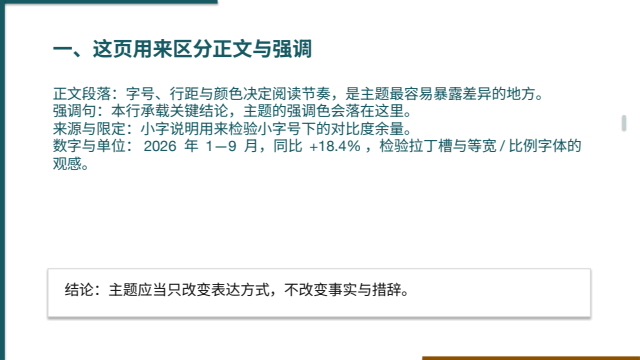 一、这页用来区分正文与强调
正文段落：字号、行距与颜色决定阅读节奏，是主题最容易暴露差异的地方。
强调句：本行承载关键结论，主题的强调色会落在这里。
来源与限定：小字说明用来检验小字号下的对比度余量。
数字与单位： 2026 年 1—9 月，同比 +18.4% ，检验拉丁槽与等宽 / 比例字体的
观感。
结论：主题应当只改变表达方式，不改变事实与措辞。